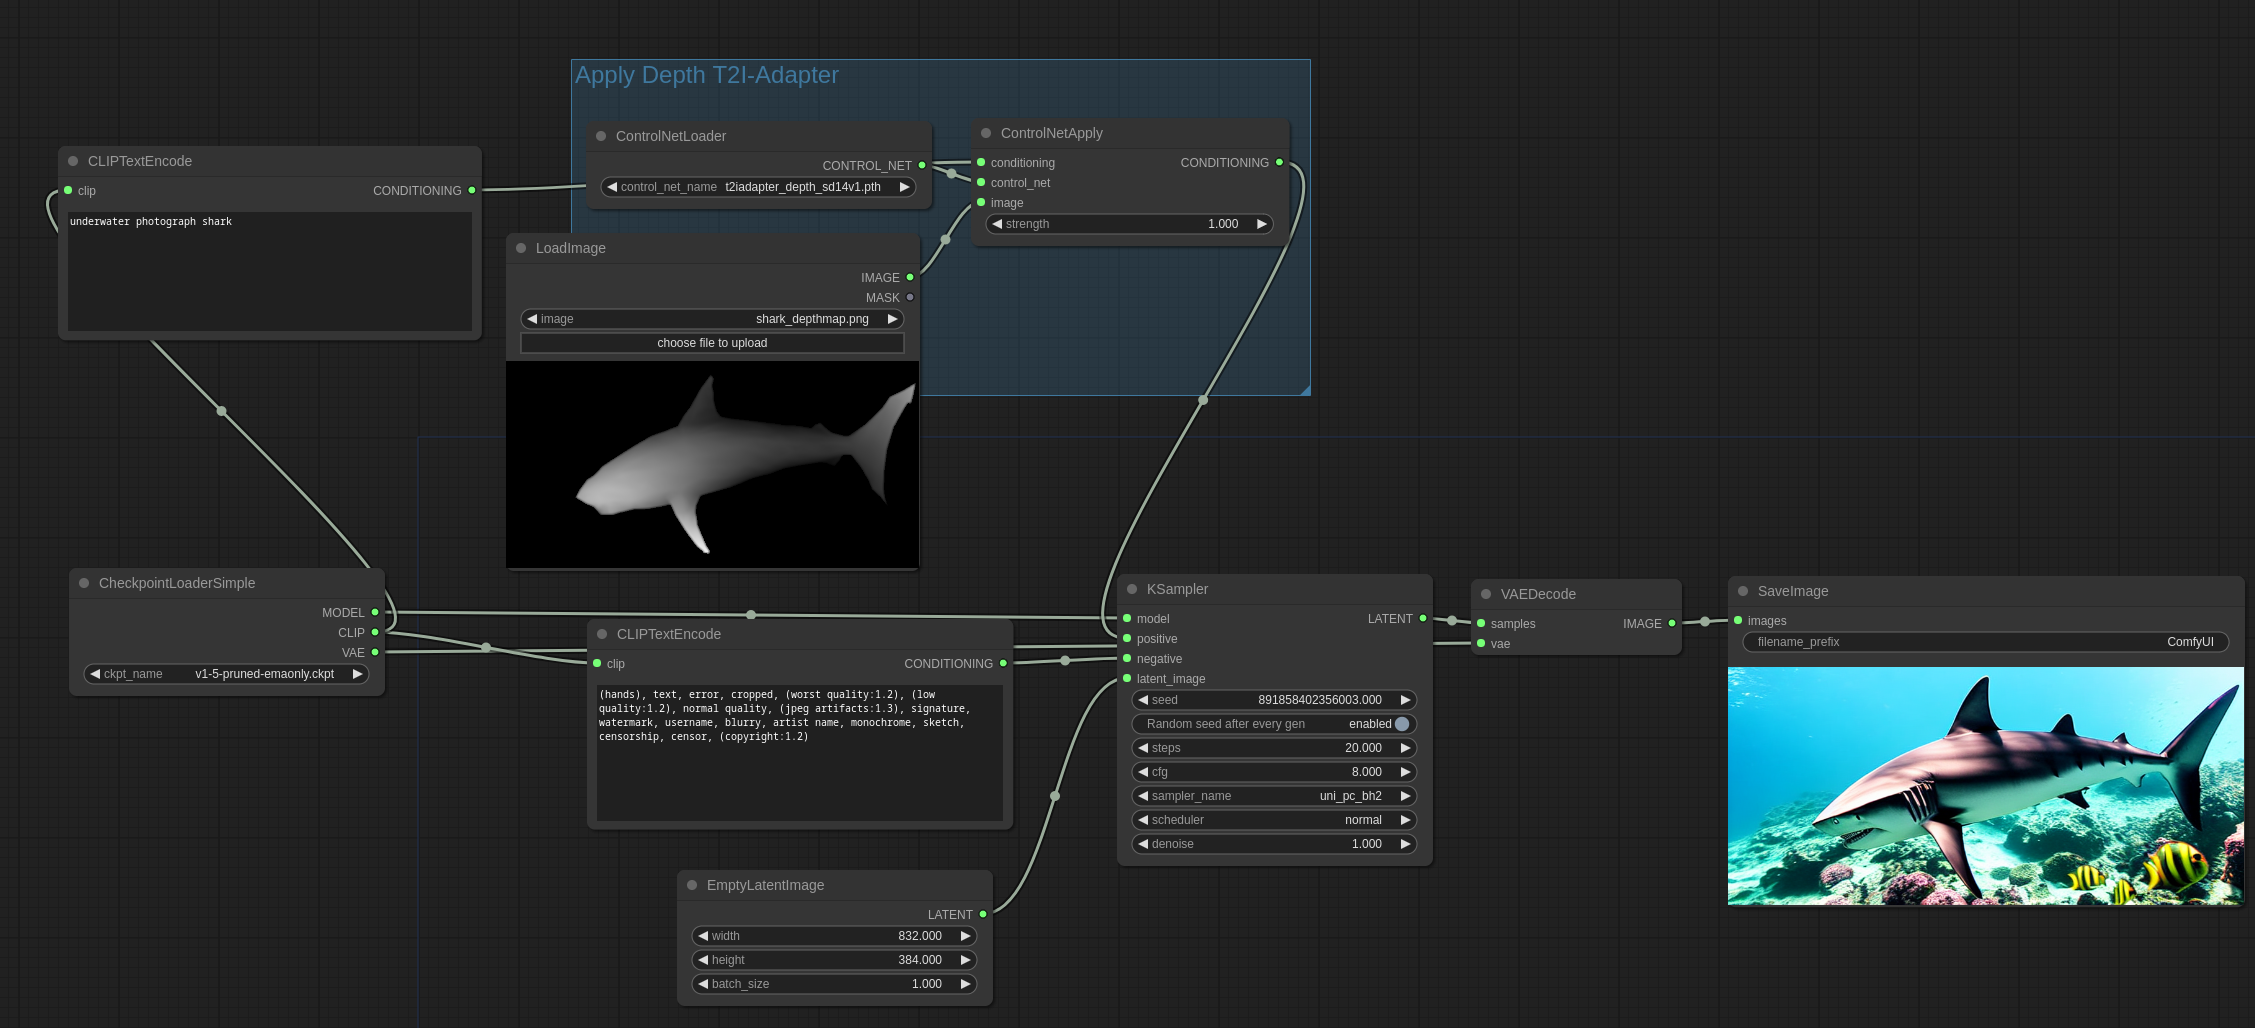 Apply Depth T2I-Adapter
CLIPTextEncode
clip CONDITIONING
underwater photograph shark
ControlNetLoader
CONTROL_NET
control_net_name t2iadapter_depth_sd14v1.pth
ControlNetApply
conditioning CONDITIONING
control_net
image
strength 1.000
LoadImage
IMAGE
MASK
image shark_depthmap.png
choose file to upload
CheckpointLoaderSimple
MODEL
CLIP
VAE
ckpt_name v1-5-pruned-emaonly.ckpt
CLIPTextEncode
clip CONDITIONING
(hands), text, error, cropped, (worst quality:1.2), (low
quality:1.2), normal quality, (jpeg artifacts:1.3), signature,
watermark, username, blurry, artist name, monochrome, sketch,
censorship, censor, (copyright:1.2)
EmptyLatentImage
LATENT
width 832.000
height 384.000
batch_size 1.000
KSampler
model LATENT
positive
negative
latent_image
seed 891858402356003.000
Random seed after every gen enabled
steps 20.000
cfg 8.000
sampler_name uni_pc_bh2
scheduler normal
denoise 1.000
VAEDecode
samples IMAGE
vae
SaveImage
images
filename_prefix ComfyUI